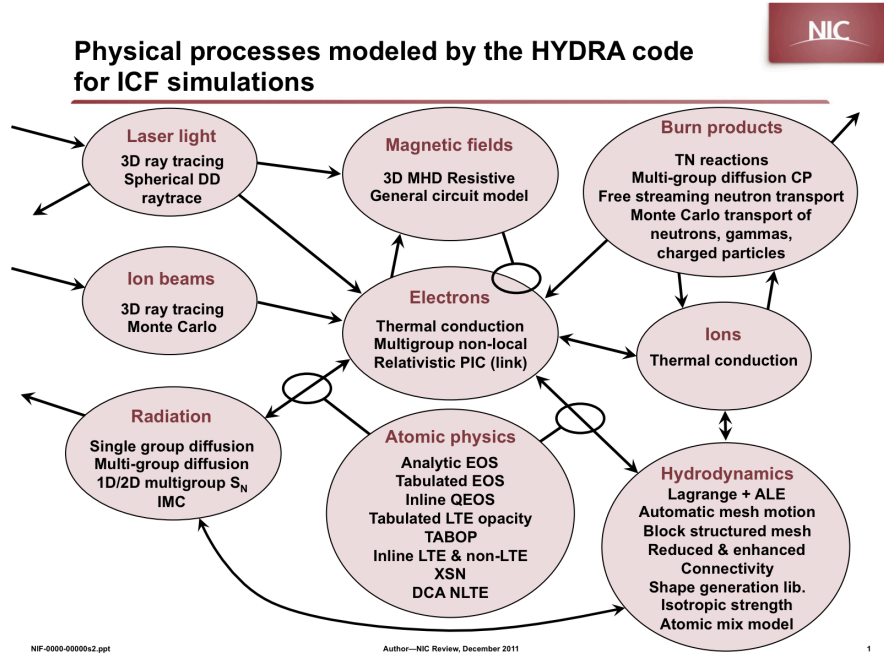 NIC
Physical processes modeled by the HYDRA code
for ICF simulations
Laser light
3D ray tracing
Spherical DD
raytrace
Magnetic fields
3D MHD Resistive
General circuit model
Burn products
TN reactions
Multi-group diffusion CP
Free streaming neutron transport
Monte Carlo transport of
neutrons, gammas,
charged particles
Ion beams
3D ray tracing
Monte Carlo
Electrons
Thermal conduction
Multigroup non-local
Relativistic PIC (link)
Ions
Thermal conduction
Radiation
Single group diffusion
Multi-group diffusion
1D/2D multigroup SN
IMC
Atomic physics
Analytic EOS
Tabulated EOS
Inline QEOS
Tabulated LTE opacity
TABOP
Inline LTE & non-LTE
XSN
DCA NLTE
Hydrodynamics
Lagrange + ALE
Automatic mesh motion
Block structured mesh
Reduced & enhanced
Connectivity
Shape generation lib.
Isotropic strength
Atomic mix model
NIF-0000-00000s2.ppt
Author—NIC Review, December 2011
1